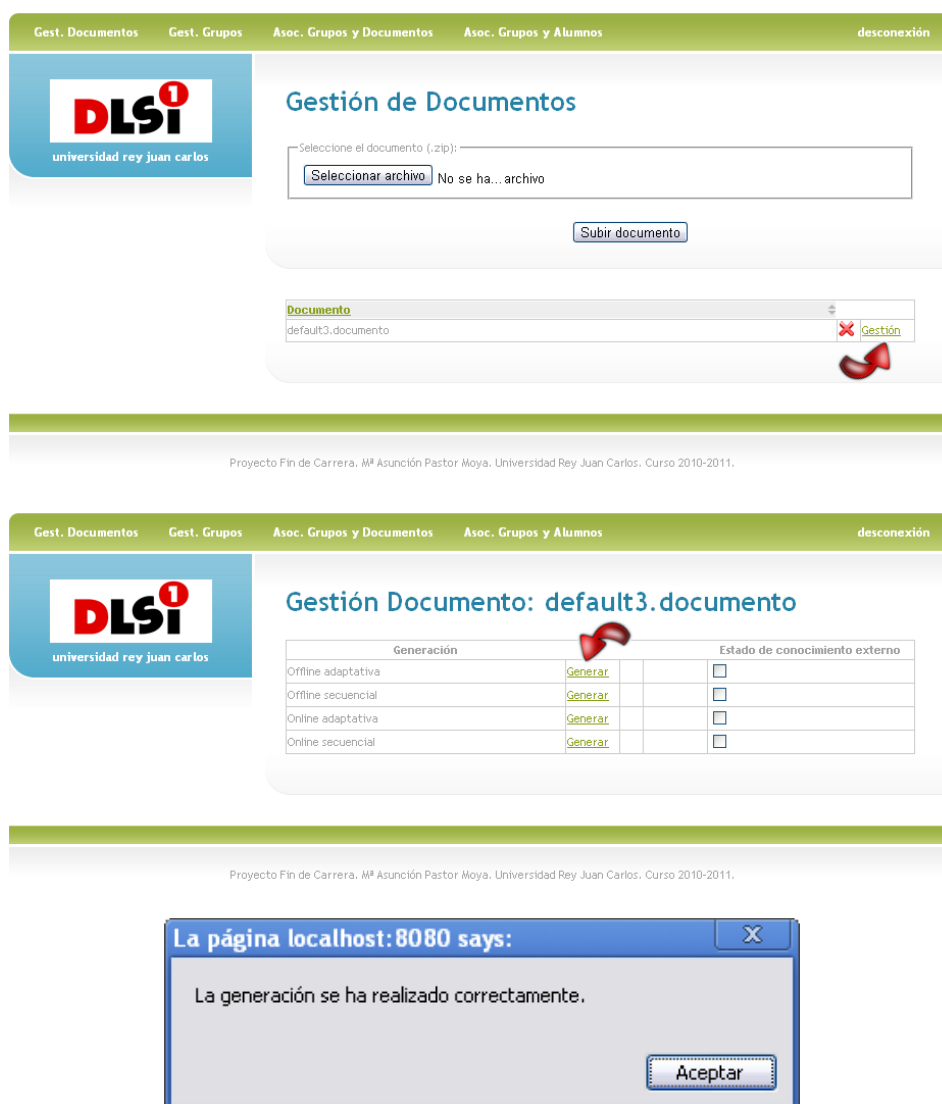 Gest. Documentos Gest. Grupos Asoc. Grupos y Documentos Asoc. Grupos y Alumnos desconexión
DLSi 1
universidad rey juan carlos
Gestión de Documentos
Seleccione el documento (.zip):
Seleccionar archivo No se ha... archivo
Subir documento
Documento
default3.documento Gestión
Proyecto Fin de Carrera. Mª Asunción Pastor Moya. Universidad Rey Juan Carlos. Curso 2010-2011.
Gest. Documentos Gest. Grupos Asoc. Grupos y Documentos Asoc. Grupos y Alumnos desconexión
DLSi 1
universidad rey juan carlos
Gestión Documento: default3.documento
Generación Estado de conocimiento externo
Offline adaptativa Generar
Offline secuencial Generar
Online adaptativa Generar
Online secuencial Generar
Proyecto Fin de Carrera. Mª Asunción Pastor Moya. Universidad Rey Juan Carlos. Curso 2010-2011.
La página localhost:8080 says: X
La generación se ha realizado correctamente.
Aceptar